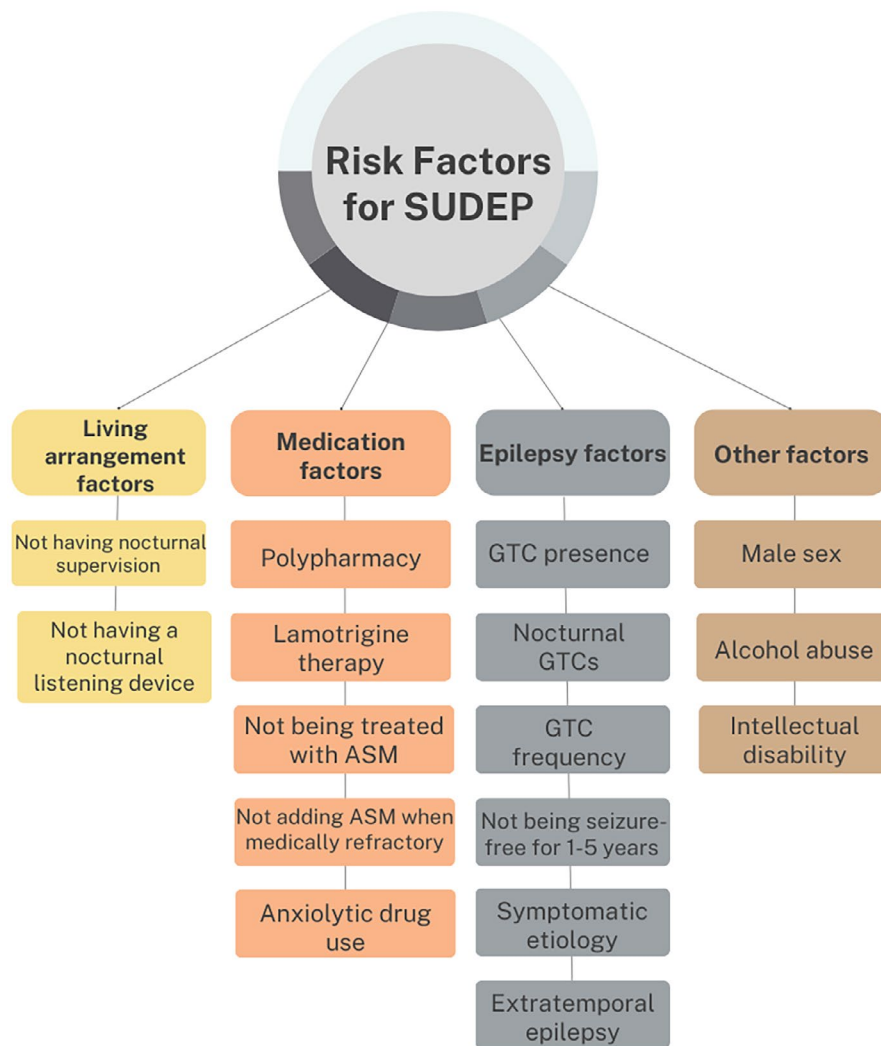 Risk Factors
for SUDEP
Living
arrangement
factors
Not having nocturnal
supervision
Not having a
nocturnal
listening device
Medication
factors
Polypharmacy
Lamotrigine
therapy
Not being treated
with ASM
Not adding ASM when
medically refractory
Anxiolytic drug
use
Epilepsy factors
GTC presence
Nocturnal
GTCs
GTC
frequency
Not being seizure-
free for 1-5 years
Symptomatic
etiology
Extratemporal
epilepsy
Other factors
Male sex
Alcohol abuse
Intellectual
disability